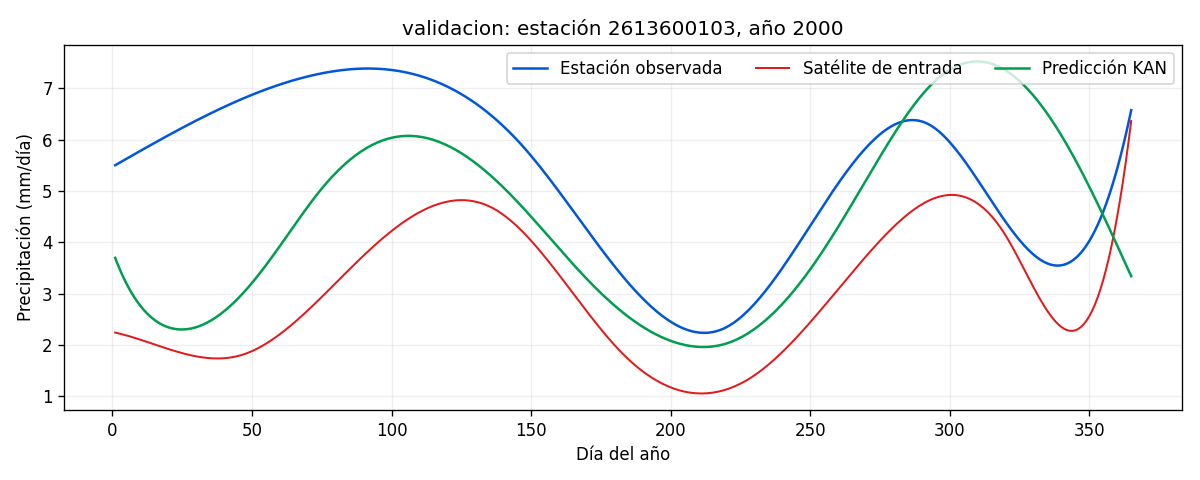 validacion: estación 2613600103, año 2000
Estación observada Satélite de entrada Predicción KAN
Precipitación (mm/día)
7
6
5
4
3
2
1
0 50 100 150 200 250 300 350
Día del año